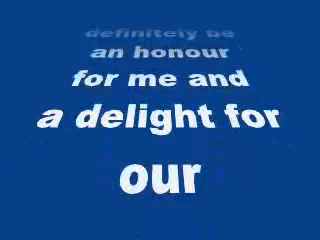 definitely be
an honour
for me and
a delight for
our